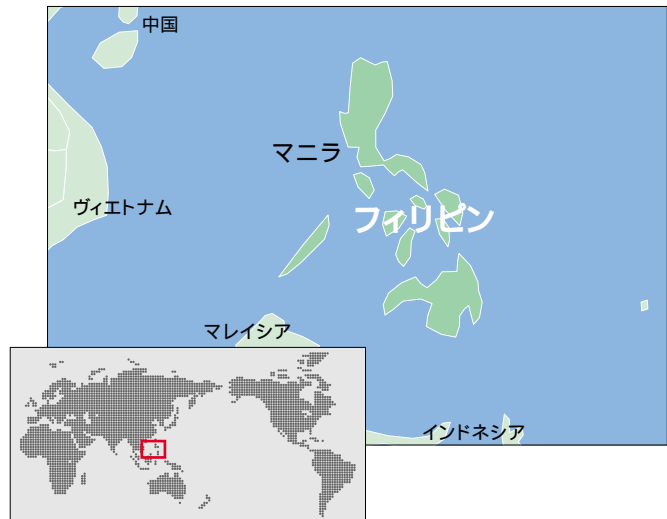 中国
マニラ
ヴィエトナム
フィリピン
マレイシア
インドネシア